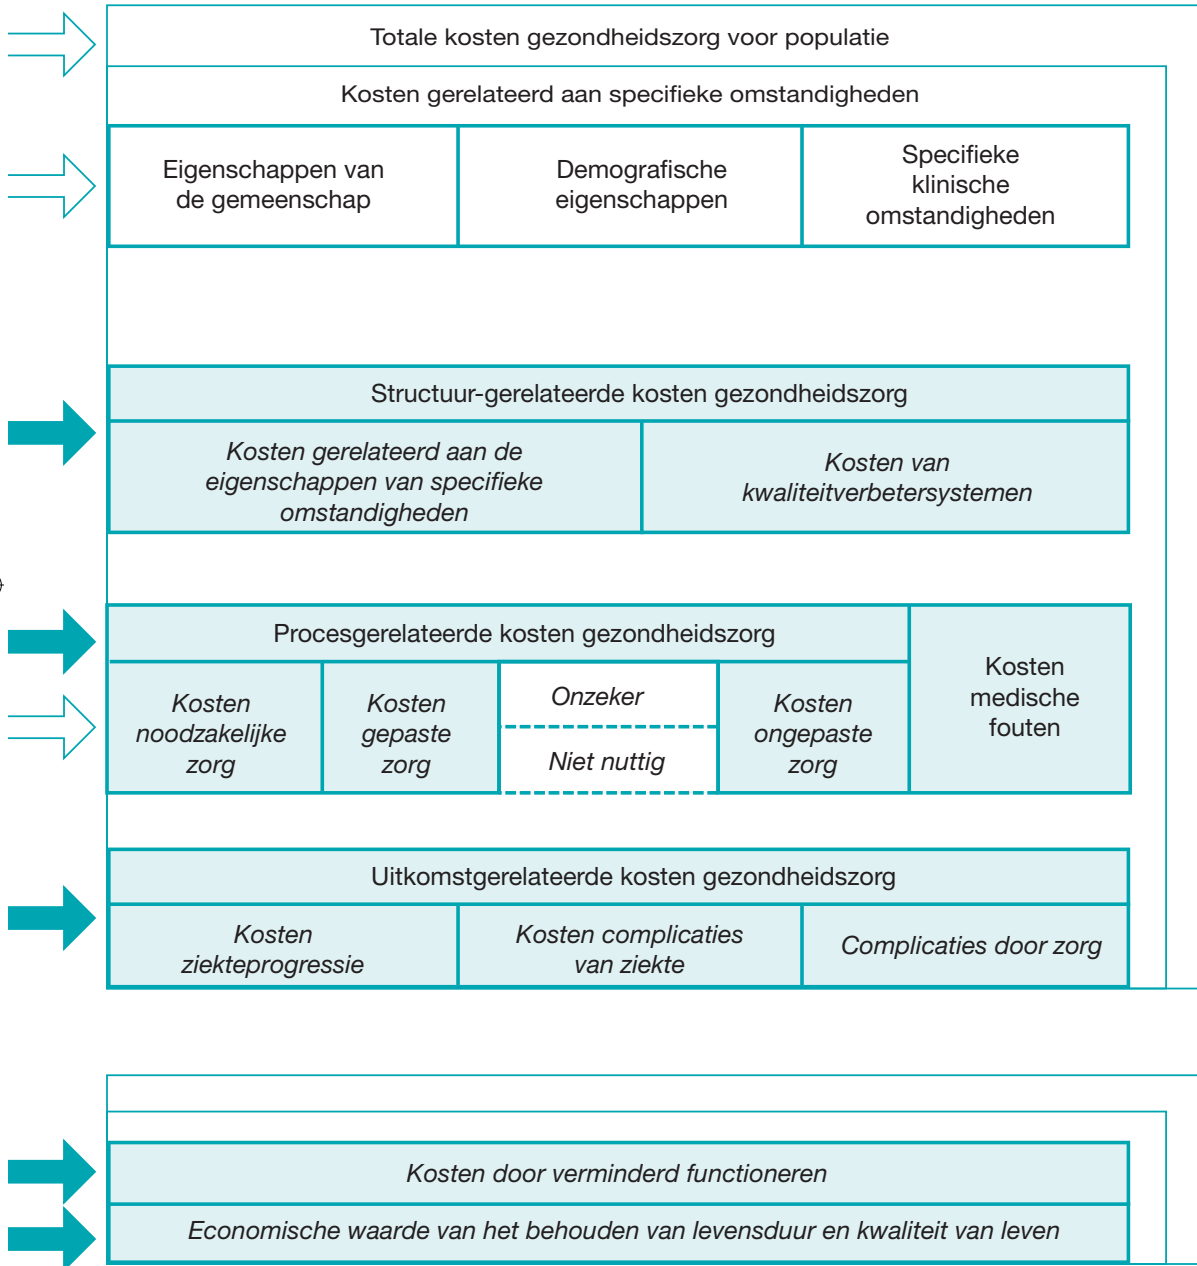 Totale kosten gezondheidszorg voor populatie
Kosten gerelateerd aan specifieke omstandigheden
Eigenschappen van
de gemeenschap
Demografische
eigenschappen
Specifieke
klinische
omstandigheden
Structuur-gerelateerde kosten gezondheidszorg
Kosten gerelateerd aan de
eigenschappen van specifieke
omstandigheden
Kosten van
kwaliteitverbetersystemen
Procesgerelateerde kosten gezondheidszorg
Kosten
noodzakelijke
zorg
Kosten
gepaste
zorg
Onzeker
Niet nuttig
Kosten
ongepaste
zorg
Kosten
medische
fouten
Uitkomstgerelateerde kosten gezondheidszorg
Kosten
ziekteprogressie
Kosten complicaties
van ziekte
Complicaties door zorg
Kosten door verminderd functioneren
Economische waarde van het behouden van levensduur en kwaliteit van leven